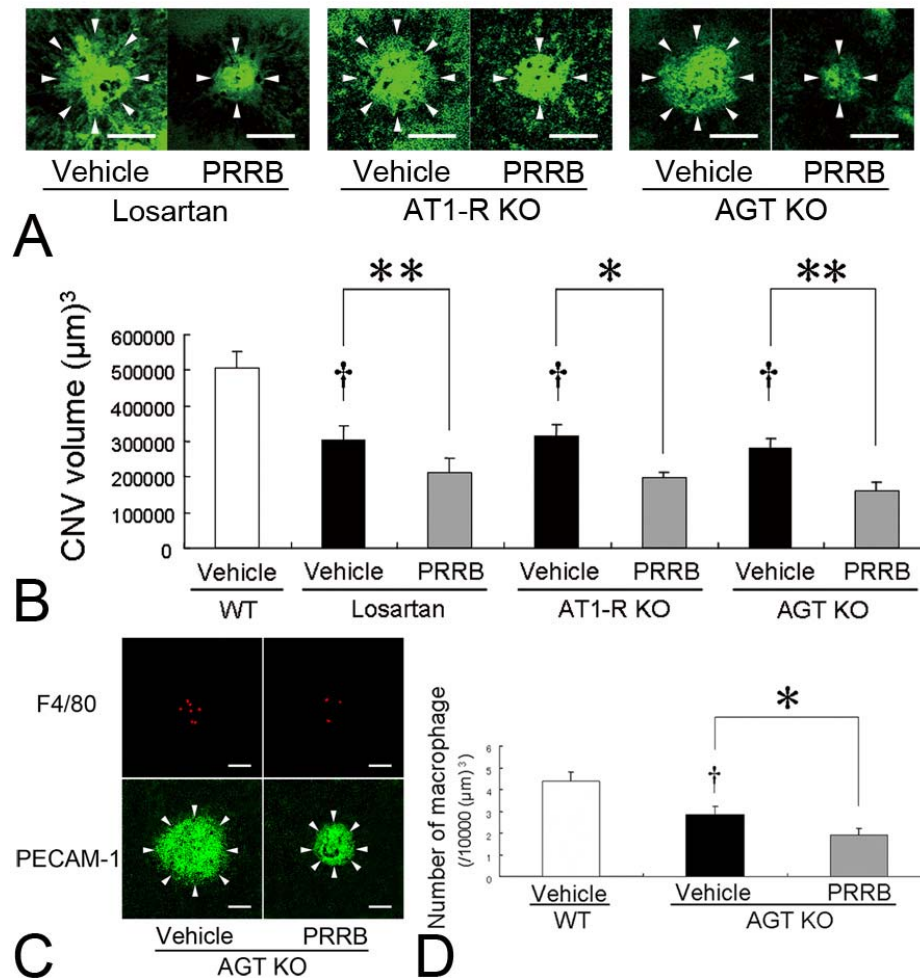 Vehicle PRRB Vehicle PRRB Vehicle PRRB
Losartan AT1-R KO AGT KO
A
** * **
CNV volume (μm)³
600000
500000
400000
300000
200000
100000
0
† † †
Vehicle Vehicle PRRB Vehicle PRRB Vehicle PRRB
WT Losartan AT1-R KO AGT KO
B
F4/80
PECAM-1
Vehicle PRRB
AGT KO
C
Number of macrophage
(/10000 (μm)³)
6
5
4
3
2
1
0
*
†
Vehicle Vehicle PRRB
WT AGT KO
D